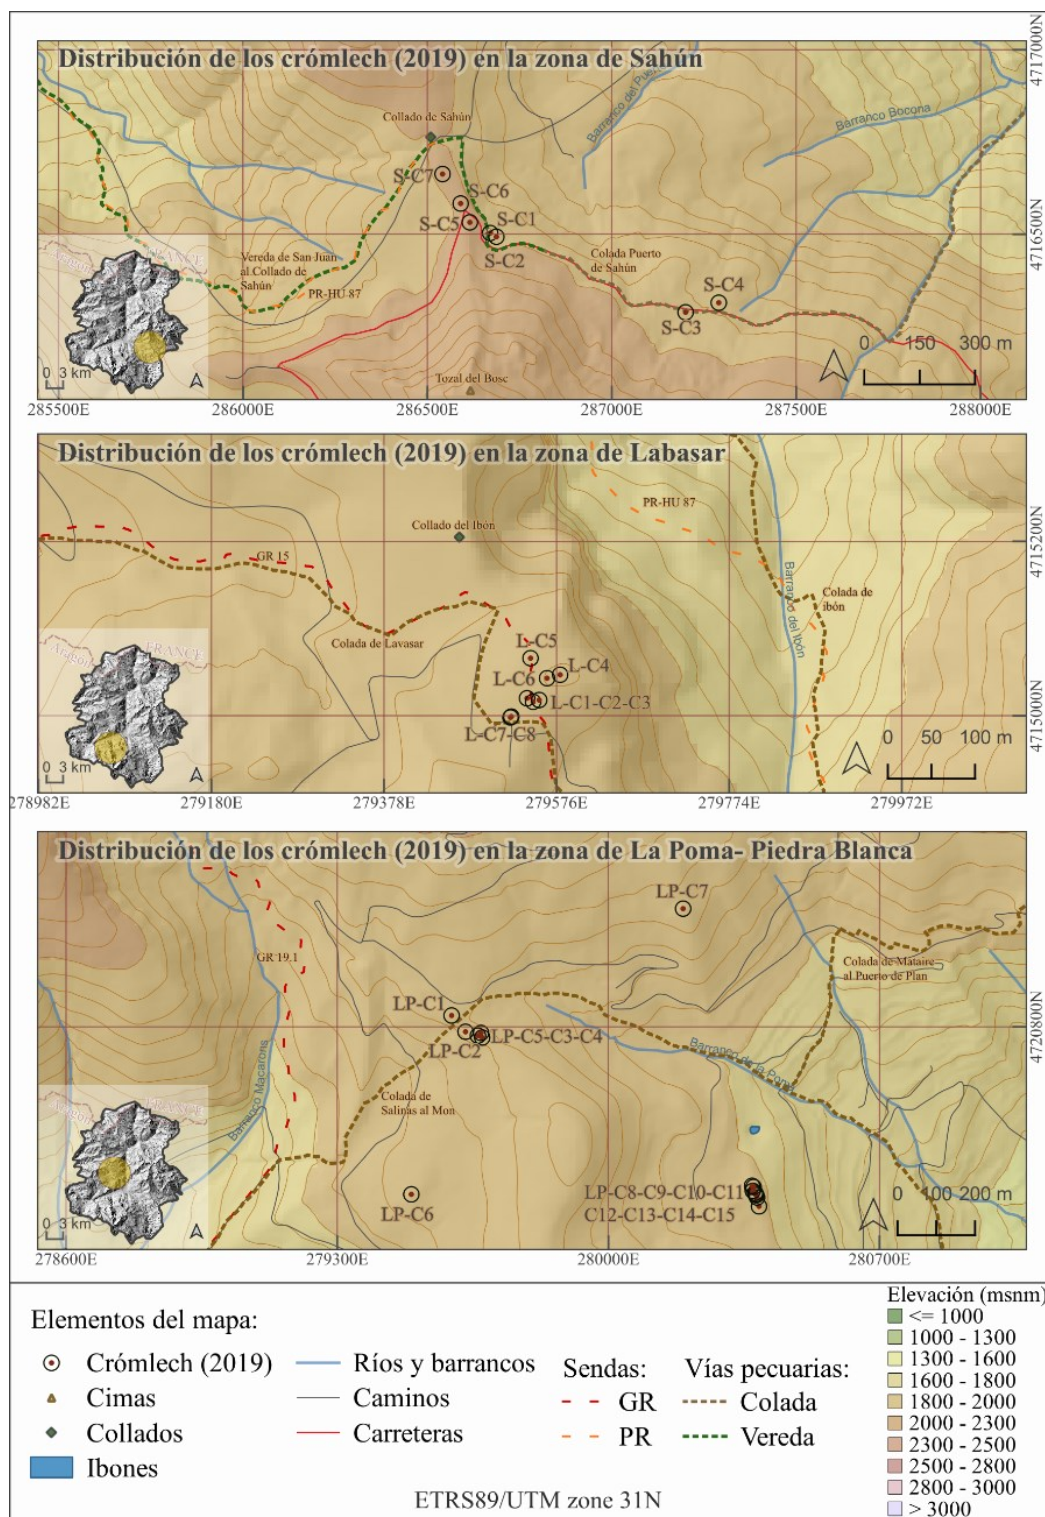 Distribución de los crómlech (2019) en la zona de Sahún
4717000N
Collado de Sahún
Barranco del Puert
Barranco Bocona
S-C7
S-C6
S-C1
S-C5
S-C2
4716500N
Vereda de San Juan
al Collado de
Sahún
PR-HU 87
Colada Puerto
de Sahún
S-C4
S-C3
Tozal del Bosc
Aragón
FRANCE
0 3 km
0 150 300 m
285500E 286000E 286500E 287000E 287500E 288000E
Distribución de los crómlech (2019) en la zona de Labasar
PR-HU 87
Collado del Ibón
4715200N
GR 15
Barranco del Ibón
Colada de
ibón
Colada de Lavasar
L-C5
L-C4
L-C6
L-C1-C2-C3
L-C7-C8
4715000N
Aragón
FRANCE
0 3 km
0 50 100 m
278982E 279180E 279378E 279576E 279774E 279972E
Distribución de los crómlech (2019) en la zona de La Poma- Piedra Blanca
LP-C7
GR 19.1
Colada de Mataire
al Puerto de Plan
LP-C1
LP-C5-C3-C4
LP-C2
4720800N
Barranco Macarons
Barranco de la Poma
Colada de
Salinas al Mon
LP-C6
LP-C8-C9-C10-C11
C12-C13-C14-C15
Aragón
FRANCE
0 3 km
0 100 200 m
278600E 279300E 280000E 280700E
Elementos del mapa:
Crómlech (2019)
Cimas
Collados
Ibones
Ríos y barrancos
Caminos
Carreteras
Sendas:
GR
PR
Vías pecuarias:
Colada
Vereda
Elevación (msnm)
<= 1000
1000 - 1300
1300 - 1600
1600 - 1800
1800 - 2000
2000 - 2300
2300 - 2500
2500 - 2800
2800 - 3000
> 3000
ETRS89/UTM zone 31N